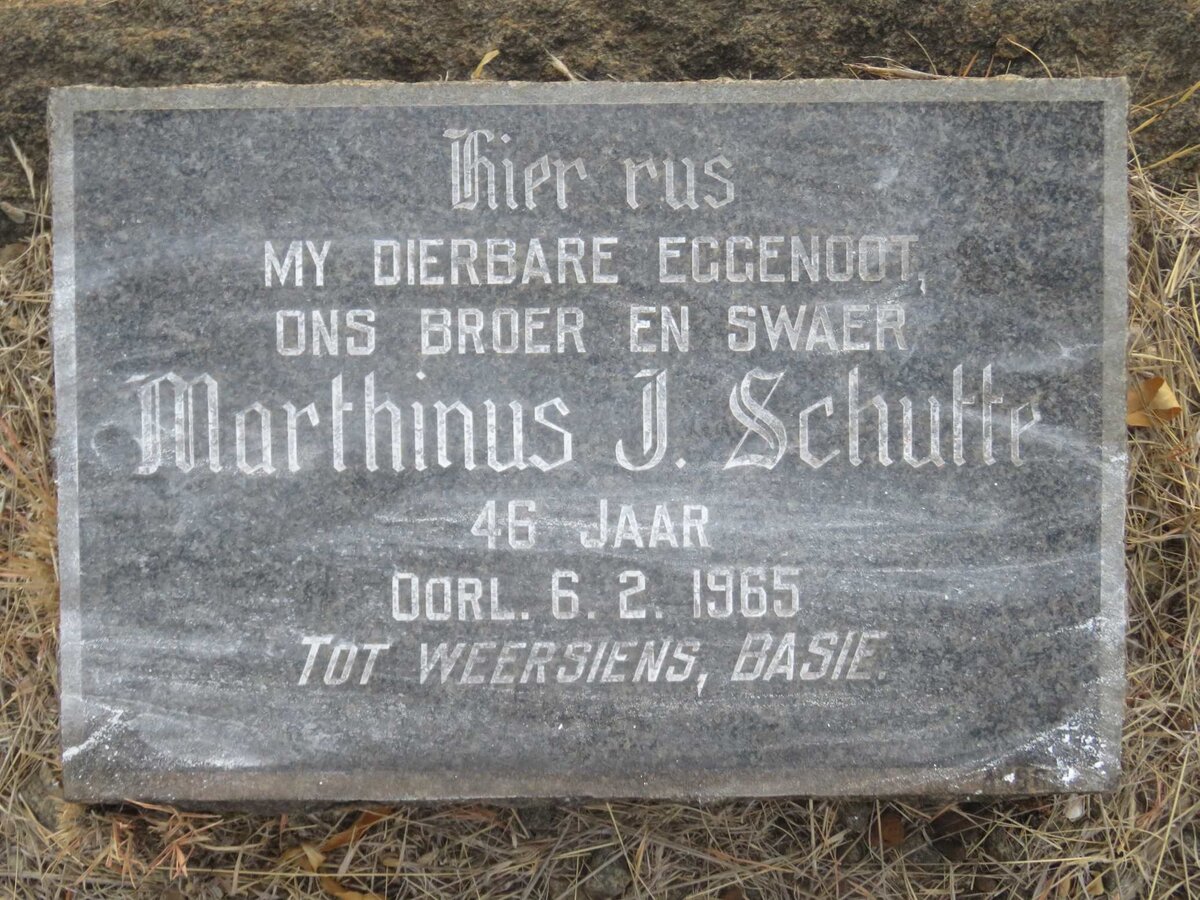 Hier rus
MY DIERBARE EGGENOOT,
ONS BROER EN SWAER
Marthinus J. Schutte
46 JAAR
OORL. 6. 2. 1965
TOT WEERSIENS, BASIE.